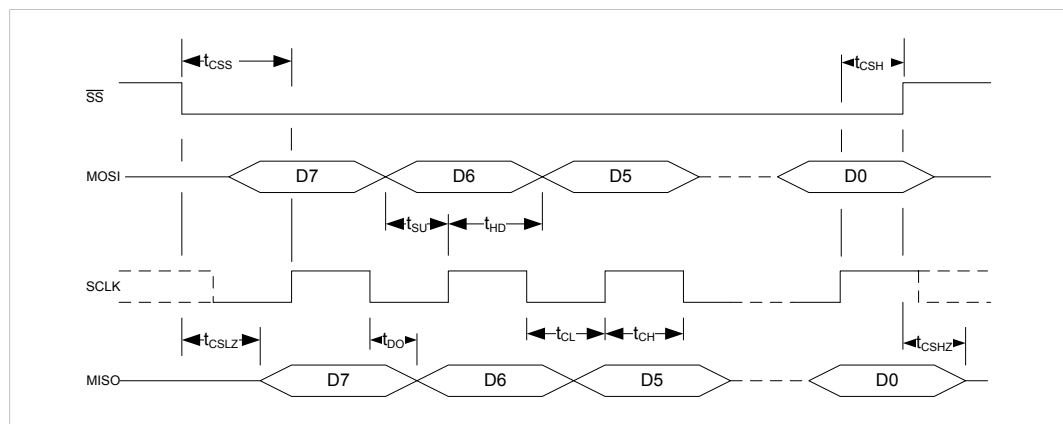 tCSS
tCSH
S̅S̅
MOSI
D7
D6
D5
D0
tSU
tHD
SCLK
tCSLZ
tDO
tCL
tCH
tCSHZ
MISO
D7
D6
D5
D0